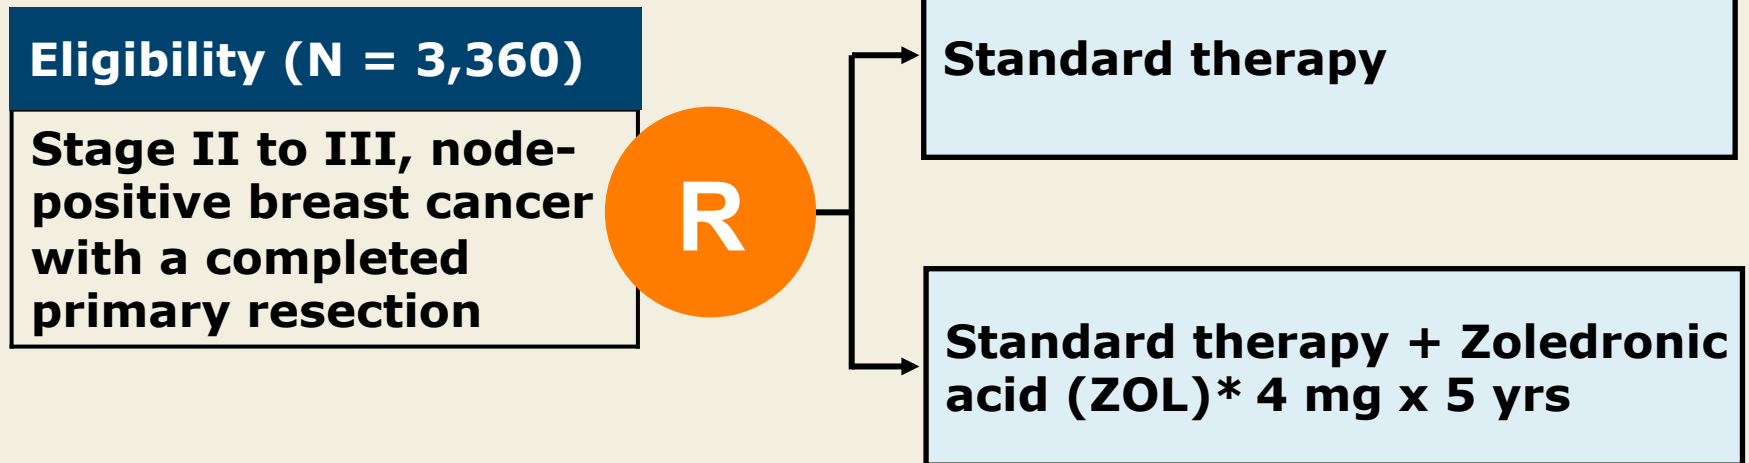 Eligibility (N = 3,360)
Stage II to III, node-
positive breast cancer
with a completed
primary resection
R
Standard therapy
Standard therapy + Zoledronic
acid (ZOL)* 4 mg x 5 yrs